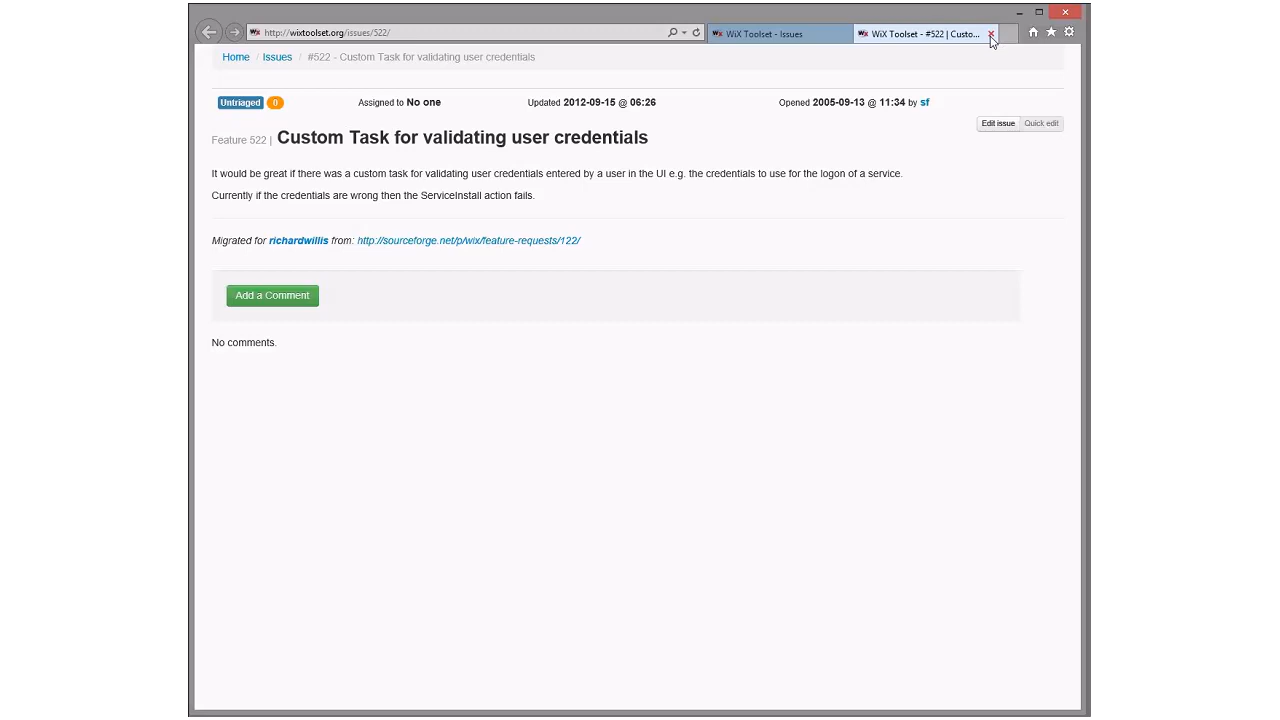 http://wixtoolset.org/issues/522/
WiX Toolset - Issues
WiX Toolset - #522 | Custo...
Home / Issues / #522 - Custom Task for validating user credentials
Untriaged 0 Assigned to No one Updated 2012-09-15 @ 06:26 Opened 2005-09-13 @ 11:34 by sf
Edit issue Quick edit
Feature 522 | Custom Task for validating user credentials
It would be great if there was a custom task for validating user credentials entered by a user in the UI e.g. the credentials to use for the logon of a service.
Currently if the credentials are wrong then the ServiceInstall action fails.
Migrated for richardwillis from: http://sourceforge.net/p/wix/feature-requests/122/
Add a Comment
No comments.